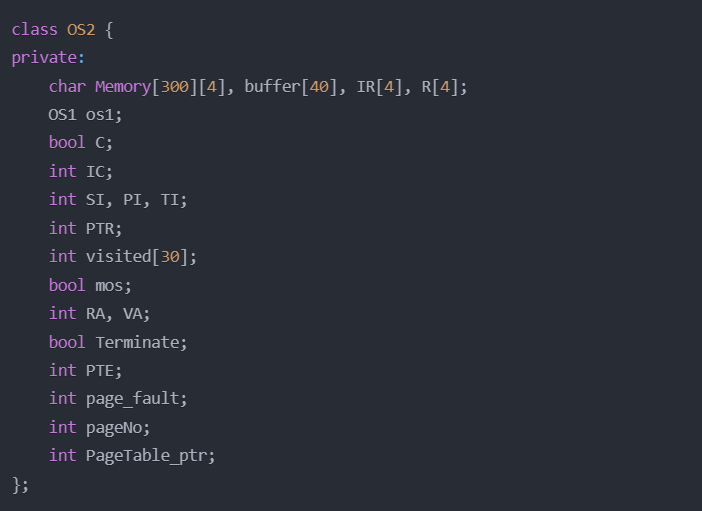 class OS2 {
private:
    char Memory[300][4], buffer[40], IR[4], R[4];
    OS1 os1;
    bool C;
    int IC;
    int SI, PI, TI;
    int PTR;
    int visited[30];
    bool mos;
    int RA, VA;
    bool Terminate;
    int PTE;
    int page_fault;
    int pageNo;
    int PageTable_ptr;
};